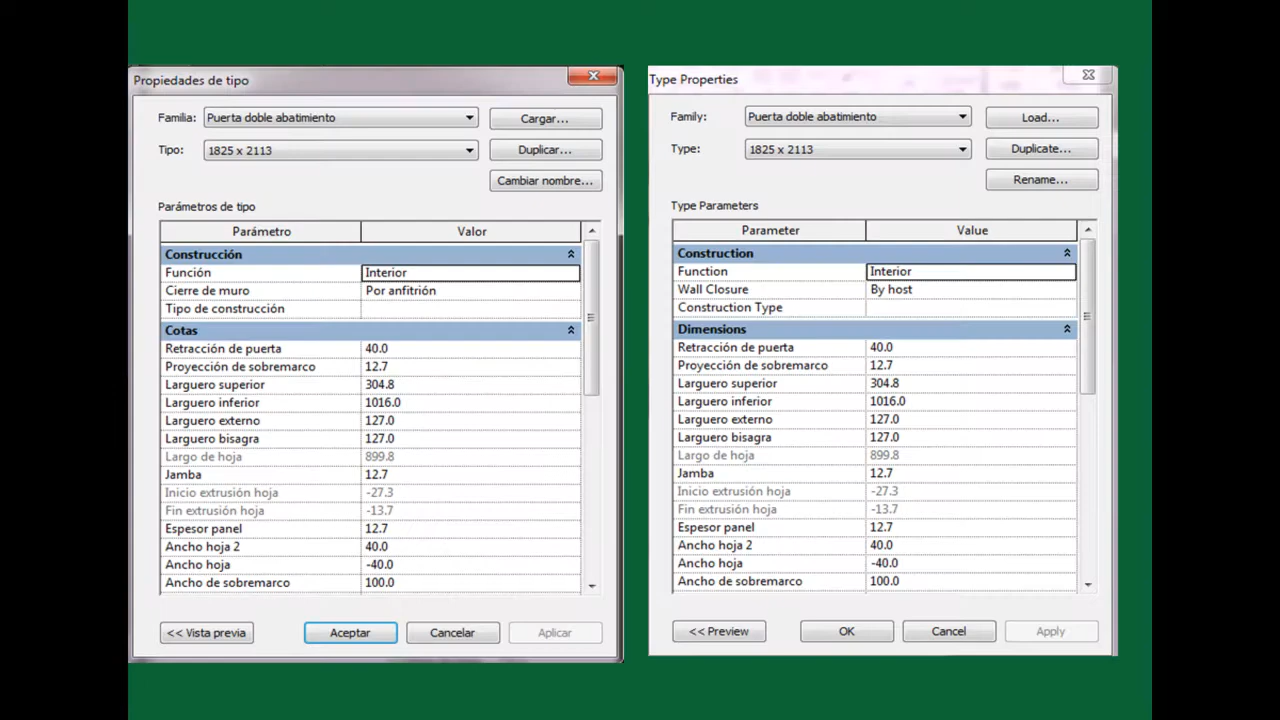 Propiedades de tipo
Familia: Puerta doble abatimiento Cargar...
Tipo: 1825 x 2113 Duplicar...
Cambiar nombre...
Parámetros de tipo
Parámetro Valor
Construcción
Función Interior
Cierre de muro Por anfitrión
Tipo de construcción
Cotas
Retracción de puerta 40.0
Proyección de sobremarco 12.7
Larguero superior 304.8
Larguero inferior 1016.0
Larguero externo 127.0
Larguero bisagra 127.0
Largo de hoja 899.8
Jamba 12.7
Inicio extrusión hoja -27.3
Fin extrusión hoja -13.7
Espesor panel 12.7
Ancho hoja 2 40.0
Ancho hoja -40.0
Ancho de sobremarco 100.0
<< Vista previa Aceptar Cancelar Aplicar
Type Properties
Family: Puerta doble abatimiento Load...
Type: 1825 x 2113 Duplicate...
Rename...
Type Parameters
Parameter Value
Construction
Function Interior
Wall Closure By host
Construction Type
Dimensions
Retracción de puerta 40.0
Proyección de sobremarco 12.7
Larguero superior 304.8
Larguero inferior 1016.0
Larguero externo 127.0
Larguero bisagra 127.0
Largo de hoja 899.8
Jamba 12.7
Inicio extrusión hoja -27.3
Fin extrusión hoja -13.7
Espesor panel 12.7
Ancho hoja 2 40.0
Ancho hoja -40.0
Ancho de sobremarco 100.0
<< Preview OK Cancel Apply